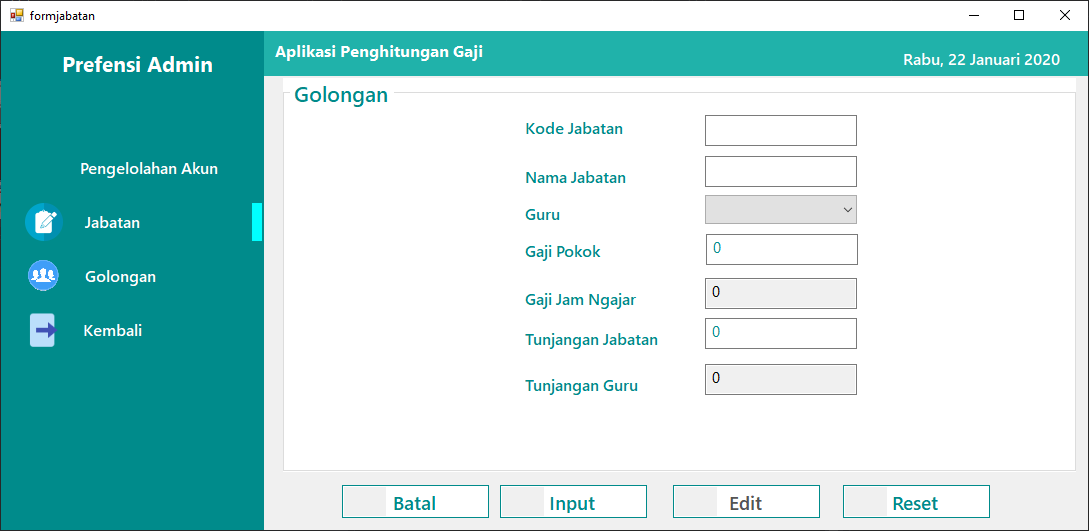 formjabatan
Prefensi Admin
Aplikasi Penghitungan Gaji
Rabu, 22 Januari 2020
Pengelolahan Akun
Jabatan
Golongan
Kembali
Golongan
Kode Jabatan
Nama Jabatan
Guru
Gaji Pokok 0
Gaji Jam Ngajar 0
Tunjangan Jabatan 0
Tunjangan Guru 0
Batal Input Edit Reset